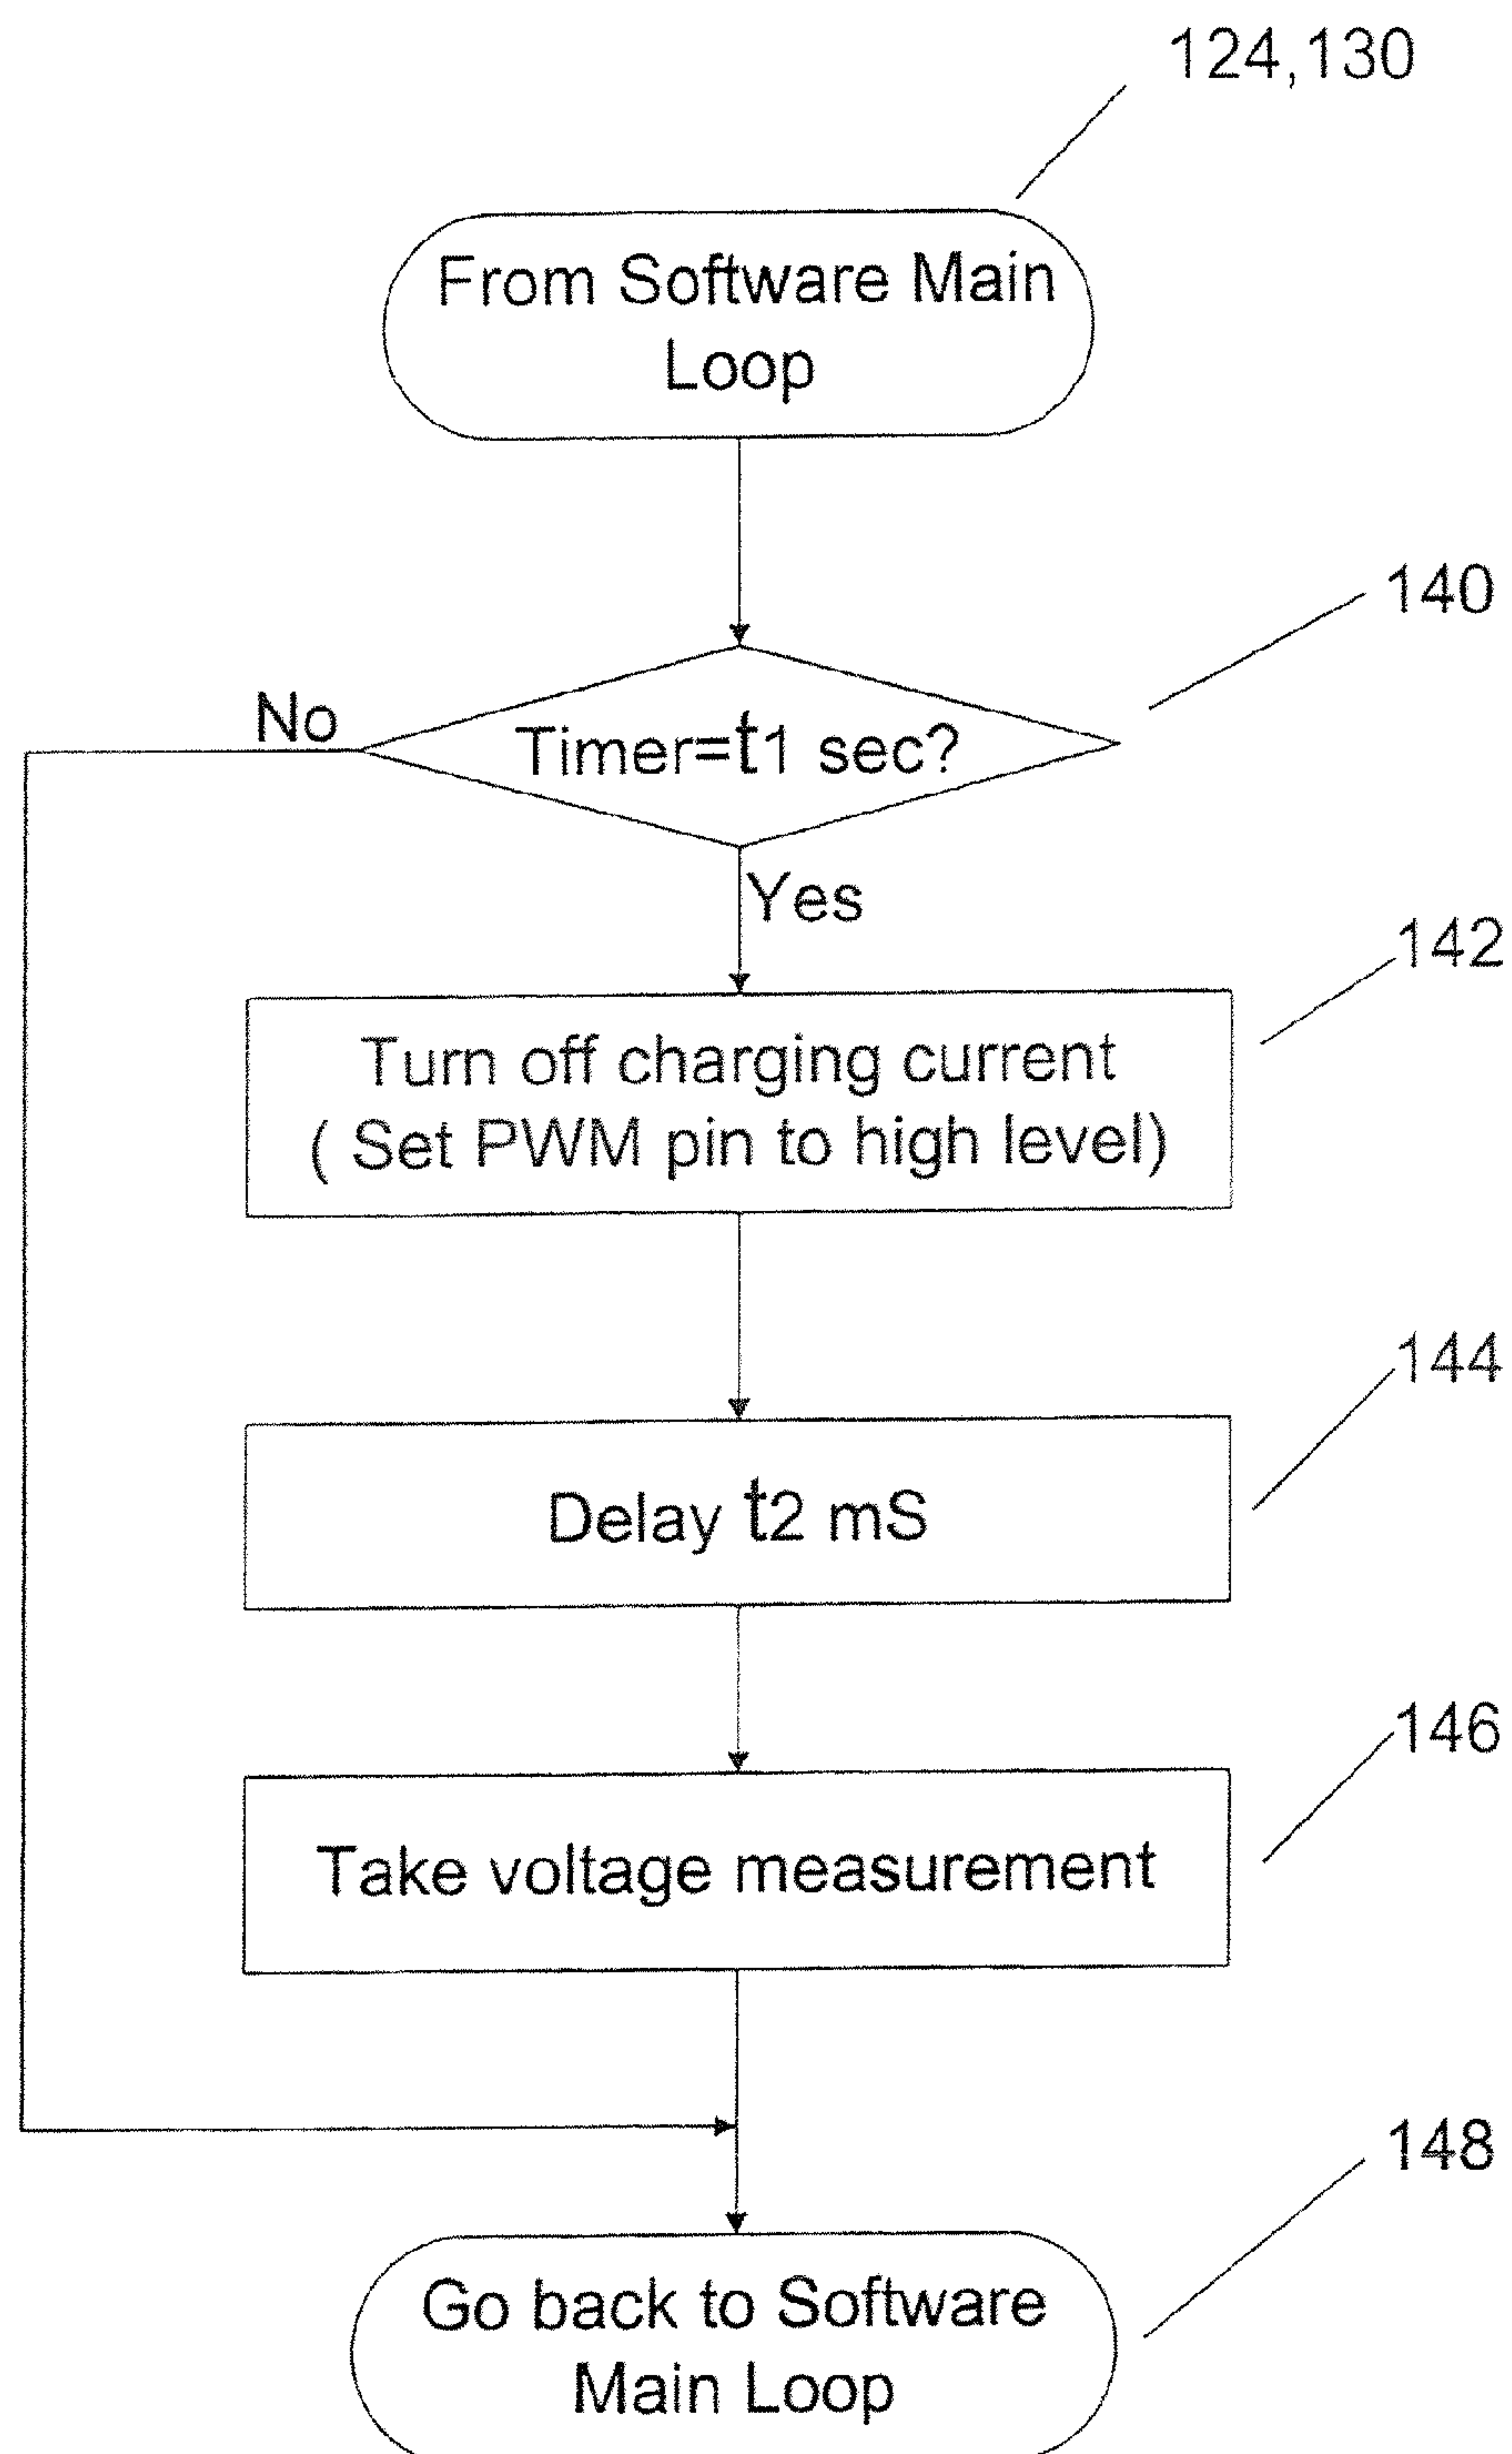 124,130
From Software Main
Loop
140
No
Timer=t1 sec?
Yes
142
Turn off charging current
( Set PWM pin to high level)
144
Delay t2 mS
146
Take voltage measurement
148
Go back to Software
Main Loop